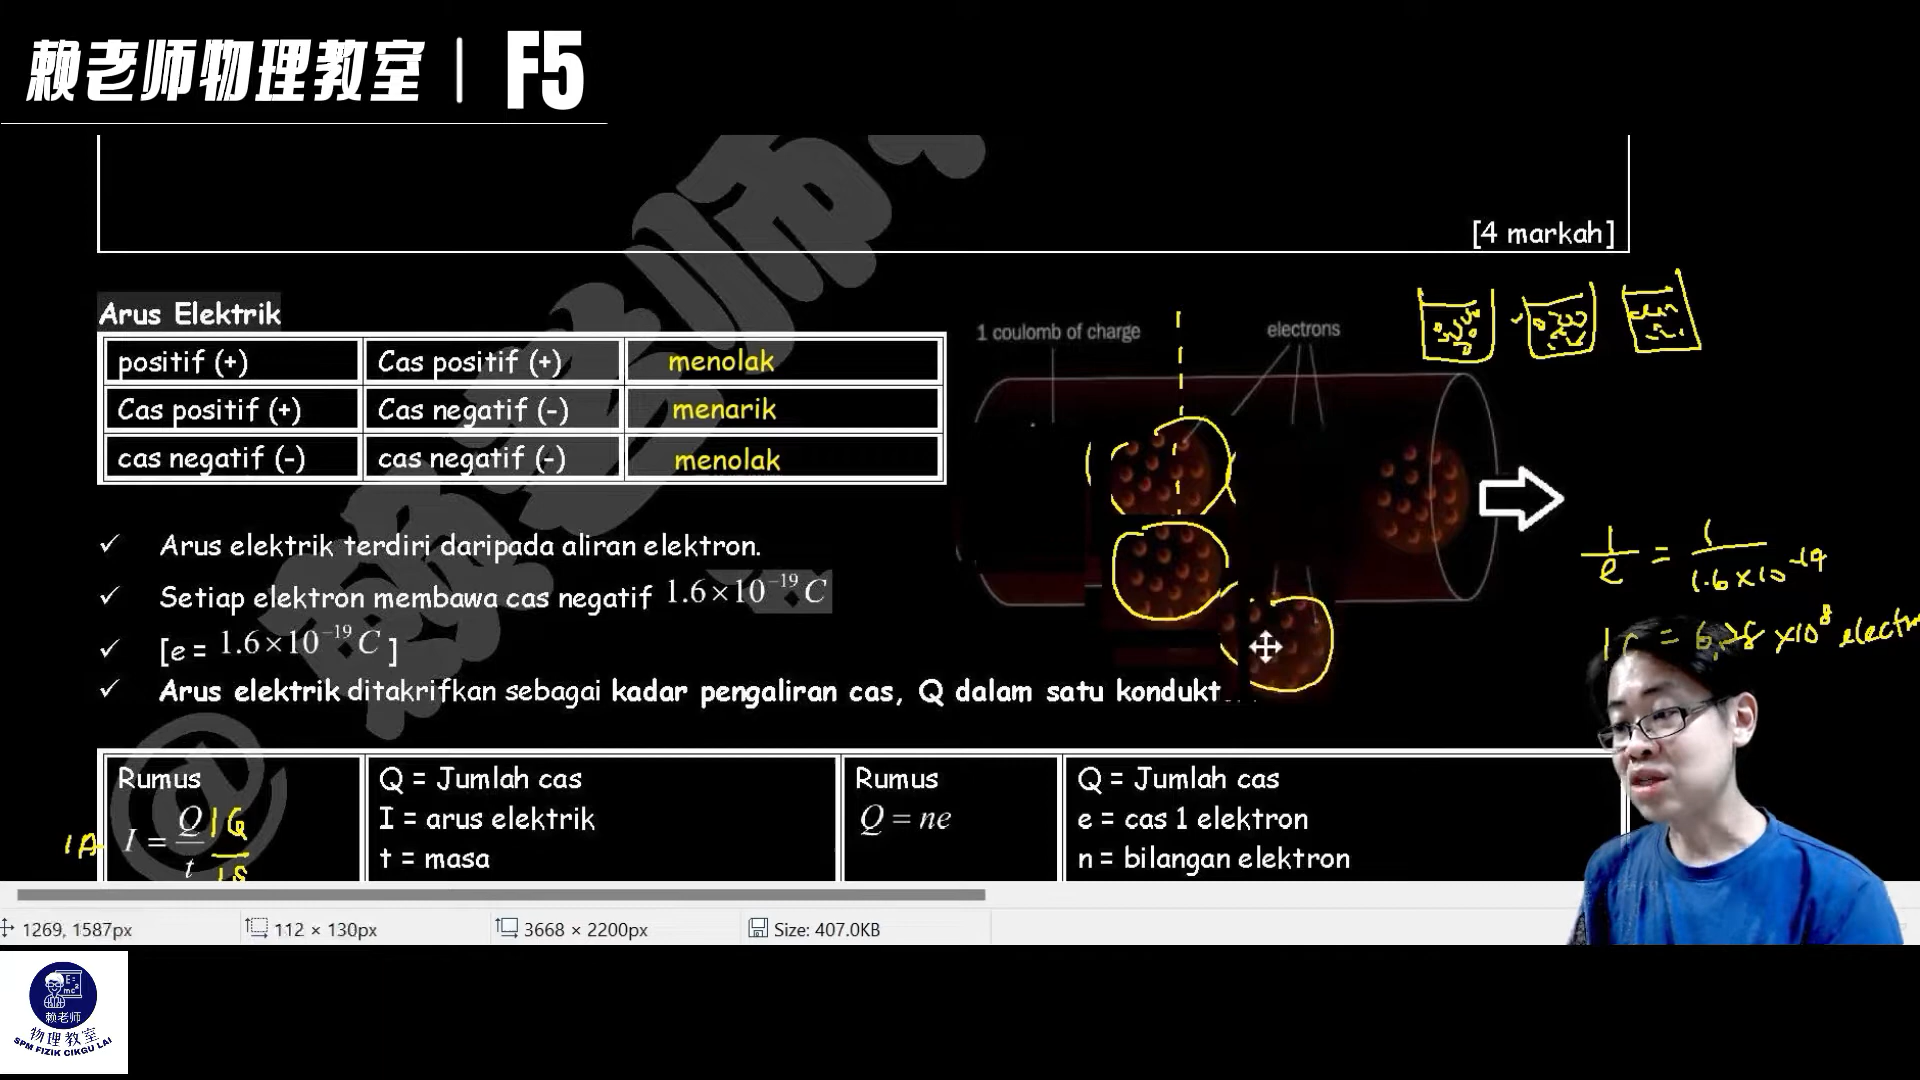 赖老师物理教室 | F5
[4 markah]
Arus Elektrik
positif (+) Cas positif (+) menolak
Cas positif (+) Cas negatif (-) menarik
cas negatif (-) cas negatif (-) menolak
1 coulomb of charge
electrons
✓ Arus elektrik terdiri daripada aliran elektron.
✓ Setiap elektron membawa cas negatif 1.6×10⁻¹⁹ C
✓ [e = 1.6×10⁻¹⁹ C ]
✓ Arus elektrik ditakrifkan sebagai kadar pengaliran cas, Q dalam satu kondukt
1/e = 1/1.6×10⁻¹⁹
= 6.25 ×10⁸ electr
Rumus
I = Q/t
1A
1Q/1s
Q = Jumlah cas
I = arus elektrik
t = masa
Rumus
Q = ne
Q = Jumlah cas
e = cas 1 elektron
n = bilangan elektron
1269, 1587px 112 × 130px 3668 × 2200px Size: 407.0KB
赖老师
物理教室
SPM FIZIK CIKGU LAI